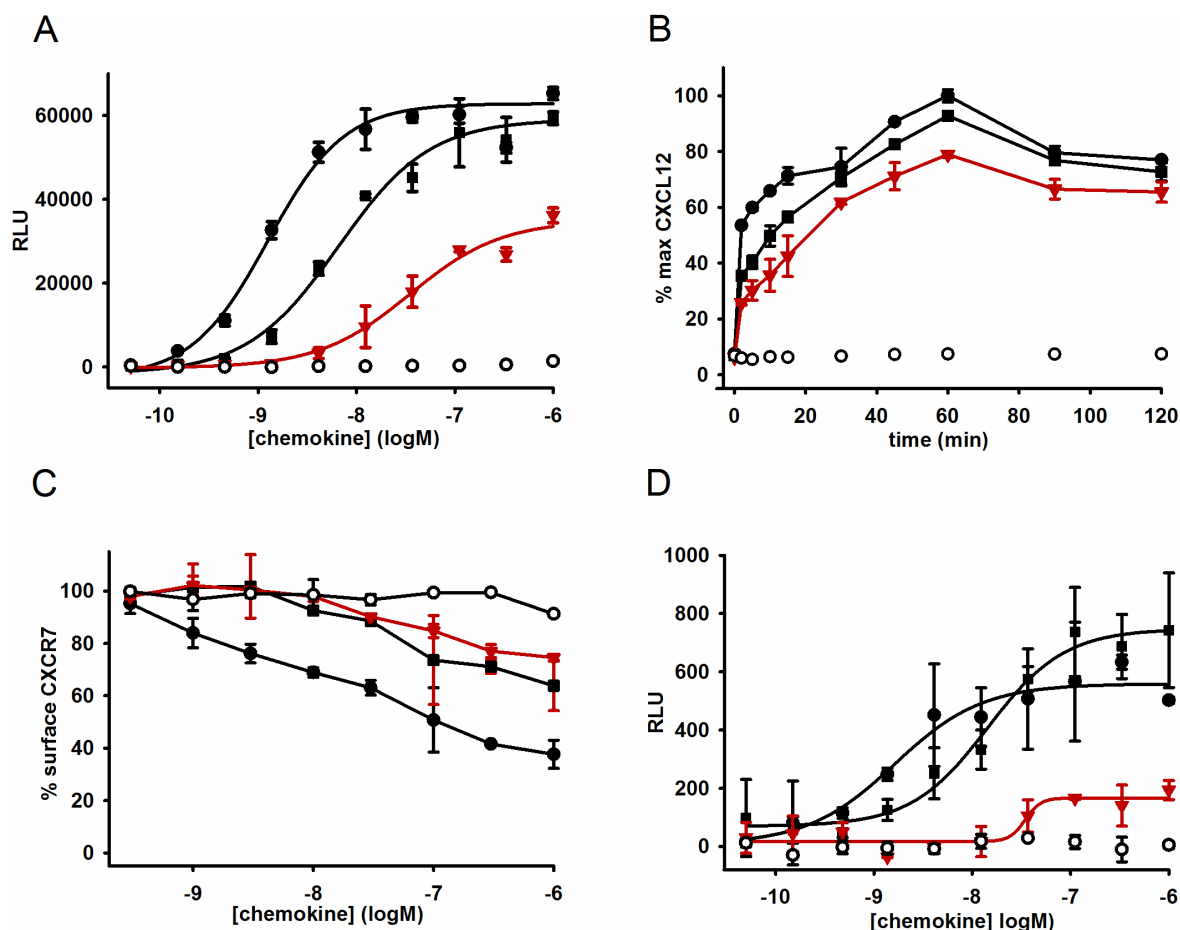 A
RLU
60000
40000
20000
0
-10 -9 -8 -7 -6
[chemokine] (logM)
B
% max CXCL12
100
80
60
40
20
0
0 20 40 60 80 100 120
time (min)
C
% surface CXCR7
100
80
60
40
20
0
-9 -8 -7 -6
[chemokine] (logM)
D
RLU
1000
800
600
400
200
0
-10 -9 -8 -7 -6
[chemokine] logM)